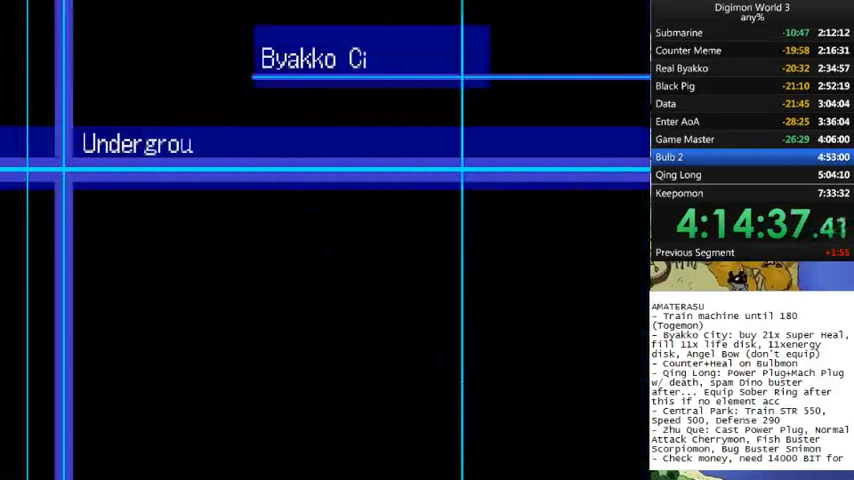 Byakko Ci
Undergrou
Digimon World 3
any%
Submarine -10:47 2:12:12
Counter Meme -19:58 2:16:31
Real Byakko -20:32 2:34:57
Black Pig -21:10 2:52:19
Data -21:45 3:04:04
Enter AoA -28:25 3:36:04
Game Master -26:29 4:06:00
Bulb 2 4:53:00
Qing Long 5:04:10
Keepomon 7:33:32
4:14:37.41
Previous Segment +1:55
AMATERASU
- Train machine until 180
(Togemon)
- Byakko City: buy 21x Super Heal,
fill 11x life disk, 11xenergy
disk, Angel Bow (don't equip)
- Counter+Heal on Bulbmon
- Qing Long: Power Plug+Mach Plug
w/ death, spam Dino buster
after... Equip Sober Ring after
this if no element acc
- Central Park: Train STR 550,
Speed 500, Defense 290
- Zhu Que: Cast Power Plug, Normal
Attack Cherrymon, Fish Buster
Scorpiomon, Bug Buster Snimon
- Check money, need 14000 BIT for